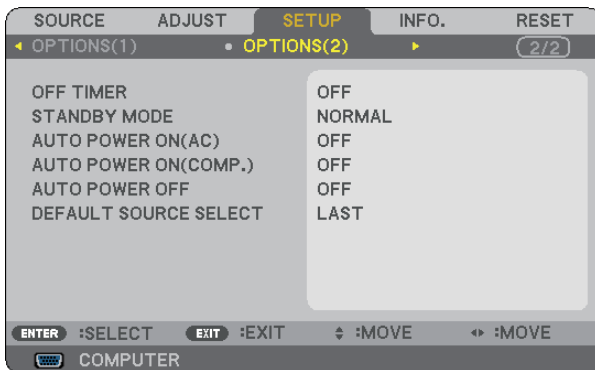 SOURCE ADJUST SETUP INFO. RESET
OPTIONS(1) OPTIONS(2) 2/2
OFF TIMER OFF
STANDBY MODE NORMAL
AUTO POWER ON(AC) OFF
AUTO POWER ON(COMP.) OFF
AUTO POWER OFF OFF
DEFAULT SOURCE SELECT LAST
ENTER :SELECT EXIT :EXIT :MOVE :MOVE
COMPUTER